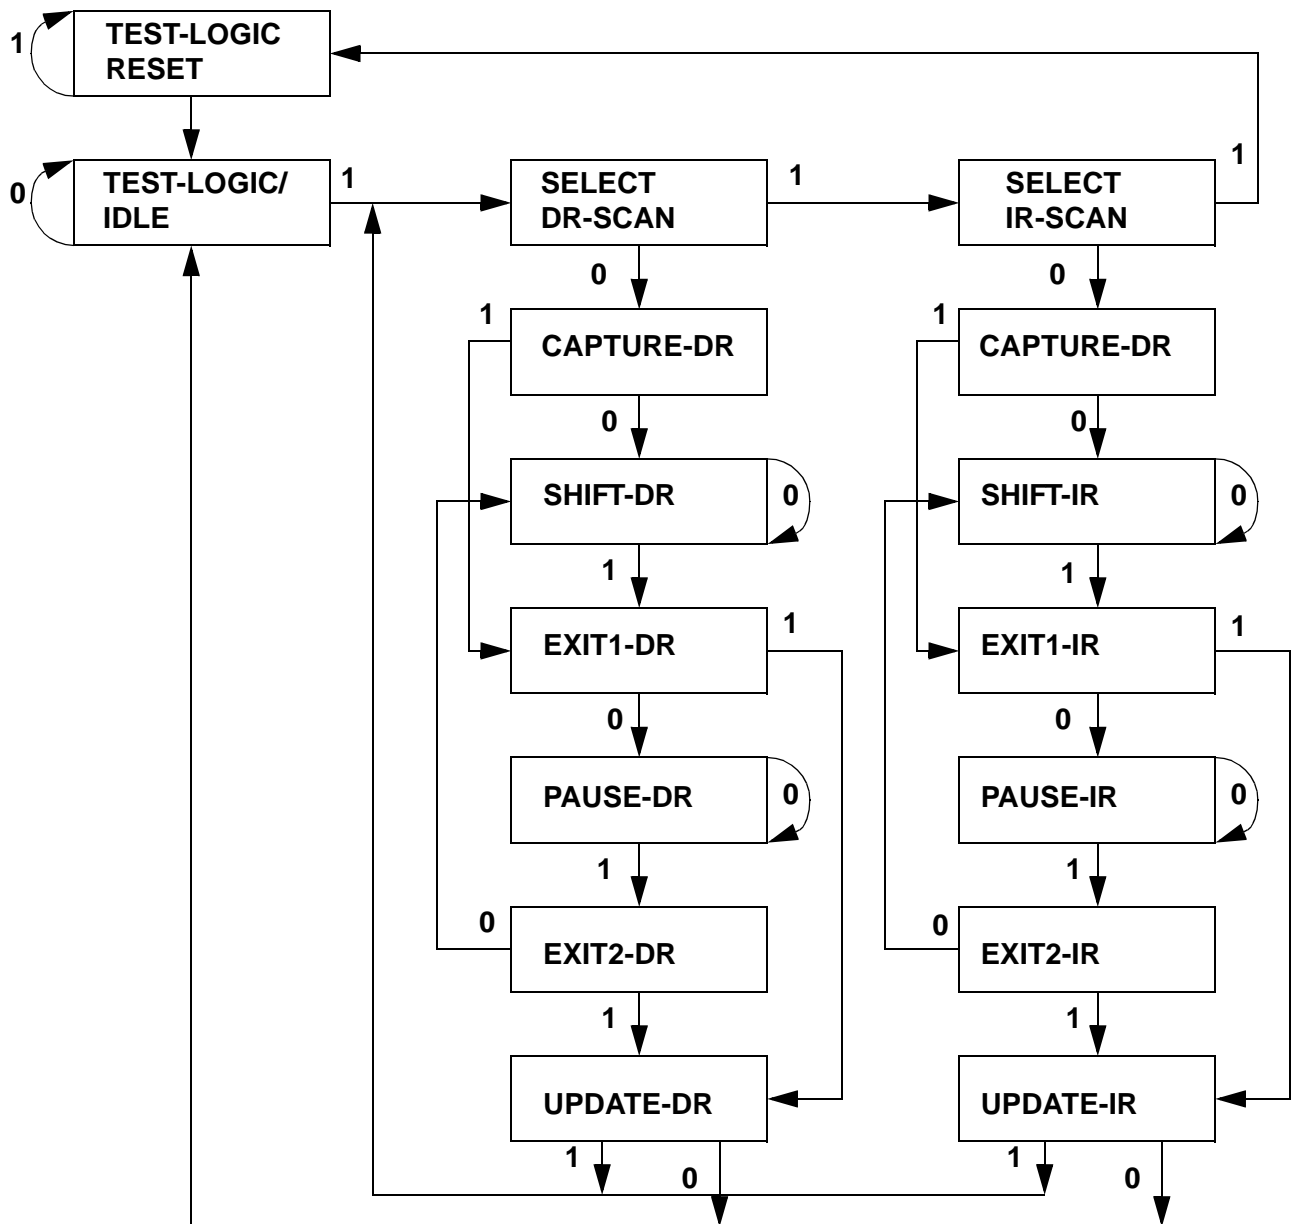 1
TEST-LOGIC
RESET
0
TEST-LOGIC/
IDLE
1
SELECT
DR-SCAN
1
SELECT
IR-SCAN
1
0
0
1
CAPTURE-DR
1
CAPTURE-DR
0
0
SHIFT-DR
0
SHIFT-IR
0
1
1
EXIT1-DR
1
EXIT1-IR
1
0
0
PAUSE-DR
0
PAUSE-IR
0
1
1
0
EXIT2-DR
0
EXIT2-IR
1
1
UPDATE-DR
UPDATE-IR
1
0
1
0